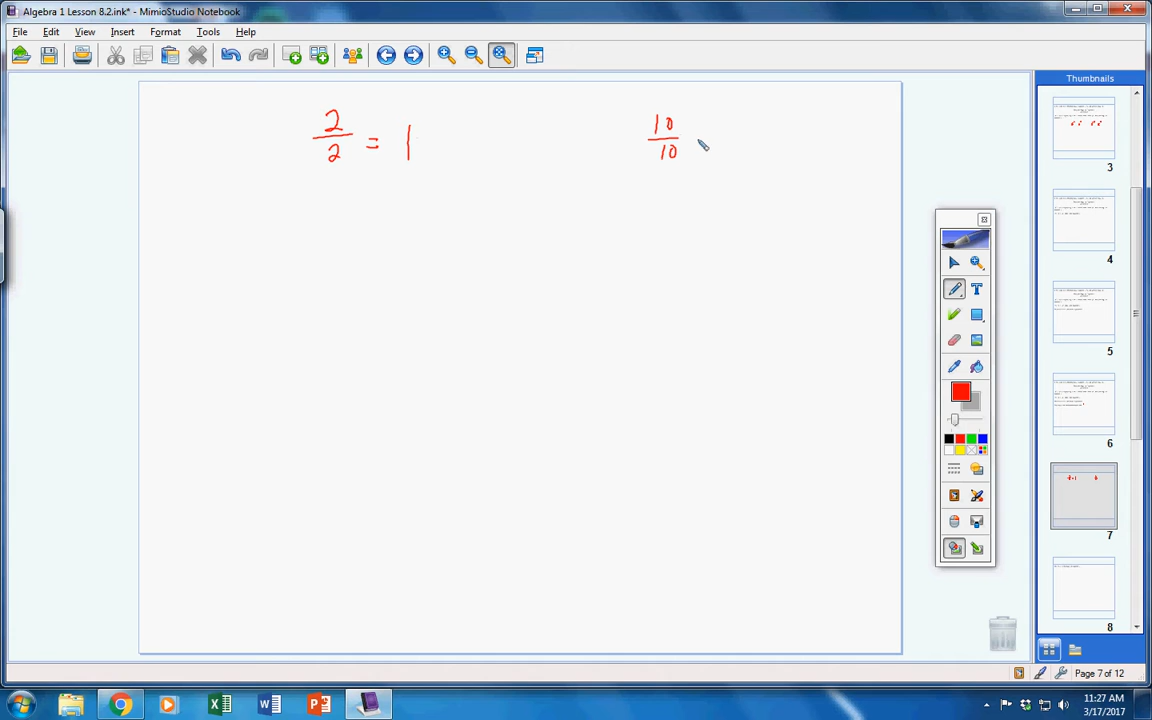 Algebra 1 Lesson 8.2.ink* - MimioStudio Notebook
File Edit View Insert Format Tools Help
Thumbnails
2/2 = 1
10/10
3
4
5
6
7
8
Page 7 of 12
11:27 AM
3/17/2017